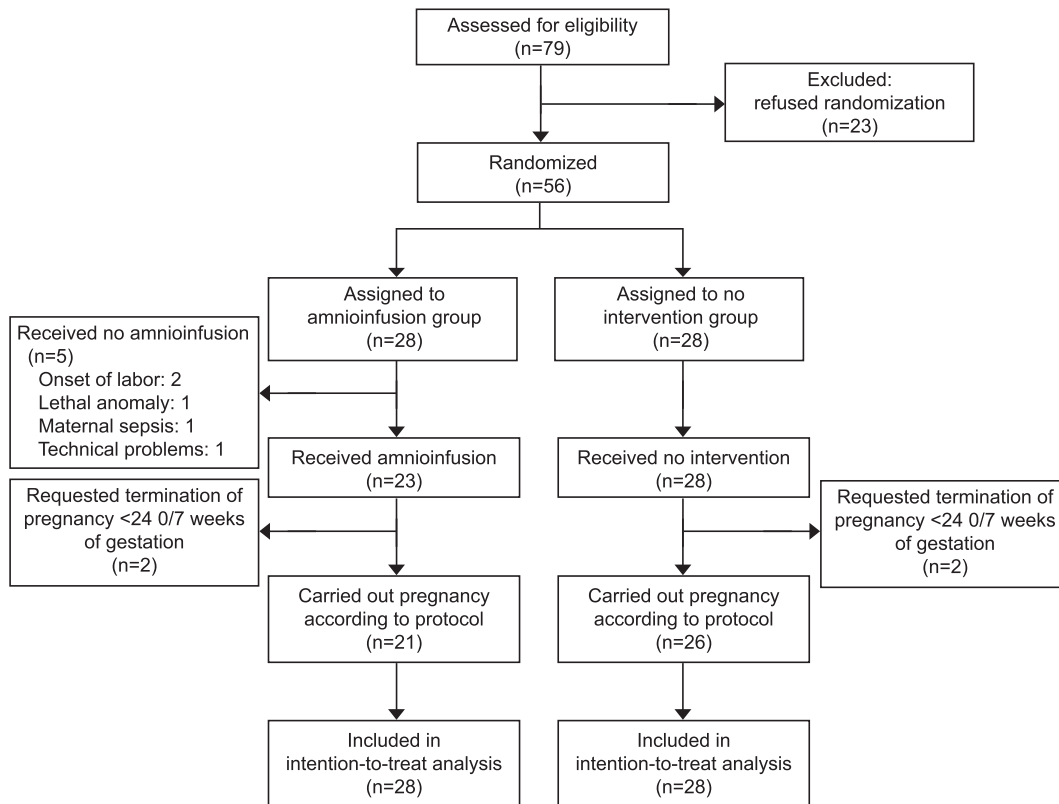 Assessed for eligibility
(n=79)
Excluded:
refused randomization
(n=23)
Randomized
(n=56)
Assigned to
amnioinfusion group
(n=28)
Assigned to no
intervention group
(n=28)
Received no amnioinfusion
(n=5)
Onset of labor: 2
Lethal anomaly: 1
Maternal sepsis: 1
Technical problems: 1
Received amnioinfusion
(n=23)
Received no intervention
(n=28)
Requested termination of
pregnancy <24 0/7 weeks
of gestation
(n=2)
Requested termination of
pregnancy <24 0/7 weeks
of gestation
(n=2)
Carried out pregnancy
according to protocol
(n=21)
Carried out pregnancy
according to protocol
(n=26)
Included in
intention-to-treat analysis
(n=28)
Included in
intention-to-treat analysis
(n=28)